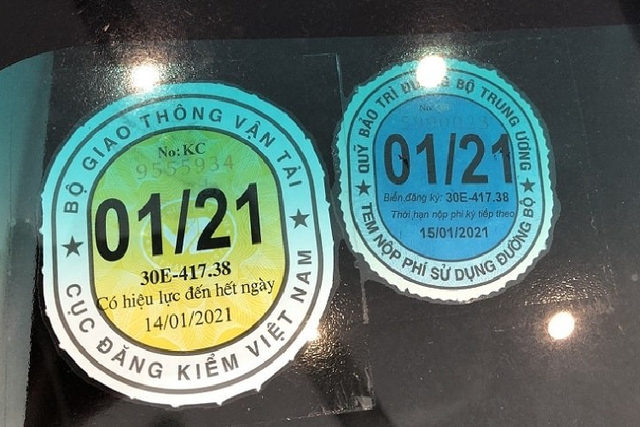 BỘ GIAO THÔNG VẬN TẢI
No: KC
9555934
01/21
30E-417.38
Có hiệu lực đến hết ngày
14/01/2021
CỤC ĐĂNG KIỂM VIỆT NAM
QUỸ BẢO TRÌ ĐƯỜNG BỘ TRUNG ƯƠNG
01/21
Biển đăng ký: 30E-417.38
Thời hạn nộp phí kỳ tiếp theo
15/01/2021
TEM NỘP PHÍ SỬ DỤNG ĐƯỜNG BỘ